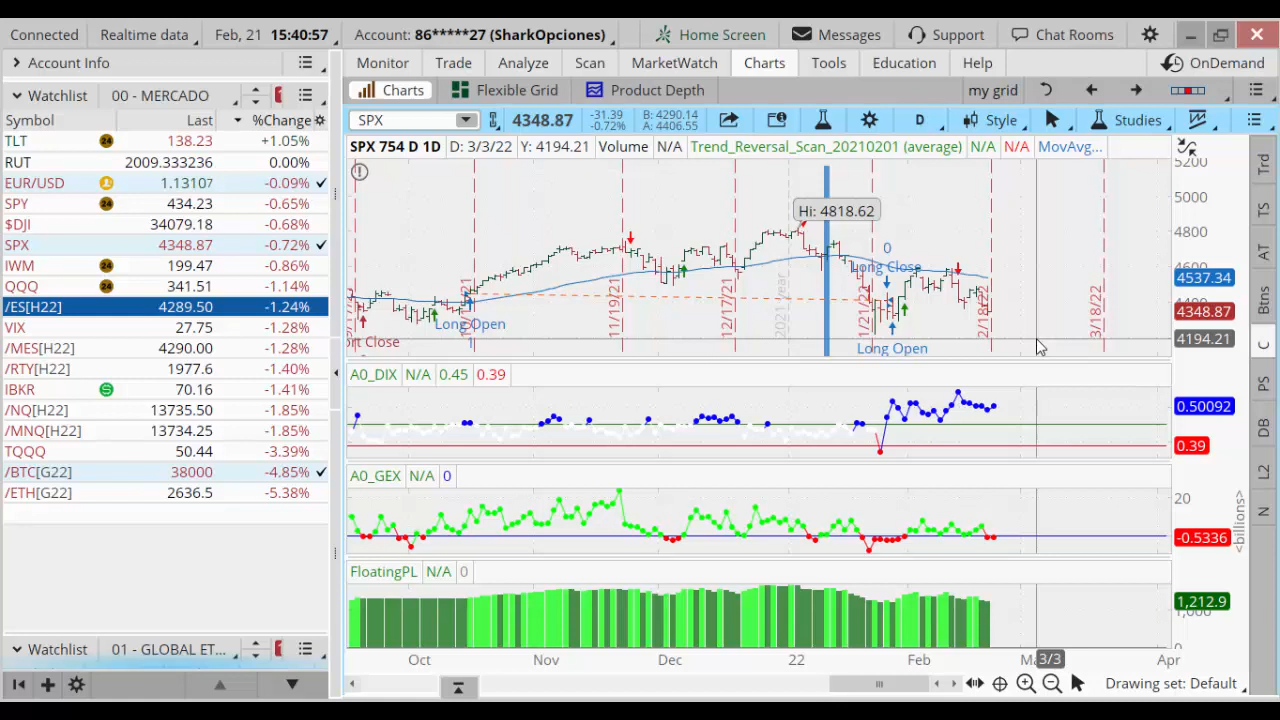 Connected Realtime data Feb, 21 15:40:57 Account: 86*****27 (SharkOpciones) Home Screen Messages Support Chat Rooms
Account Info
Monitor Trade Analyze Scan MarketWatch Charts Tools Education Help OnDemand
Watchlist 00 - MERCADO
Charts Flexible Grid Product Depth my grid
Symbol Last %Change
SPX 4348.87 -31.39 -0.72% B: 4290.14 A: 4406.55 D Style Studies
TLT 24 138.23 +1.05%
RUT 2009.333236 0.00%
EUR/USD 1.13107 -0.09%
SPY 24 434.23 -0.65%
$DJI 34079.18 -0.68%
SPX 4348.87 -0.72%
IWM 24 199.47 -0.86%
QQQ 24 341.51 -1.14%
/ES[H22] 4289.50 -1.24%
VIX 27.75 -1.28%
/MES[H22] 4290.00 -1.28%
/RTY[H22] 1977.6 -1.40%
IBKR S 70.16 -1.41%
/NQ[H22] 13735.50 -1.85%
/MNQ[H22] 13734.25 -1.85%
TQQQ 50.44 -3.39%
/BTC[G22] 38000 -4.85%
/ETH[G22] 2636.5 -5.38%
Watchlist 01 - GLOBAL ET...
SPX 754 D 1D D: 3/3/22 Y: 4194.21 Volume N/A Trend_Reversal_Scan_20210201 (average) N/A N/A MovAvg...
5200
5000
Hi: 4818.62
4800
0
Long Close
4600
4537.34
4400
4348.87
4194.21
Long Open
1
Long Open
11/19/21
12/17/21
2021 year
1/21/22
2/18/22
3/18/22
A0_DIX N/A 0.45 0.39
0.50092
0.39
A0_GEX N/A 0
20
-0.5336
<billions>
FloatingPL N/A 0
1,212.9
Oct Nov Dec 22 Feb 3/3 Apr
Drawing set: Default
Trd
TS
AT
Btns
C
PS
DB
L2
N